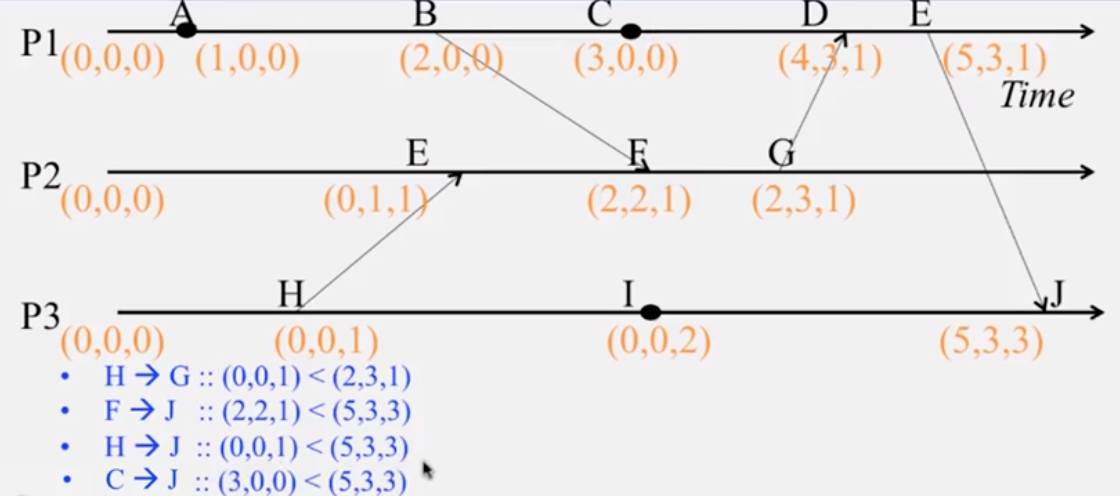 A B C D E
P1 (0,0,0) (1,0,0) (2,0,0) (3,0,0) (4,3,1) (5,3,1)
Time
E F G
P2 (0,0,0) (0,1,1) (2,2,1) (2,3,1)
H I J
P3 (0,0,0) (0,0,1) (0,0,2) (5,3,3)
• H → G :: (0,0,1) < (2,3,1)
• F → J :: (2,2,1) < (5,3,3)
• H → J :: (0,0,1) < (5,3,3)
• C → J :: (3,0,0) < (5,3,3)